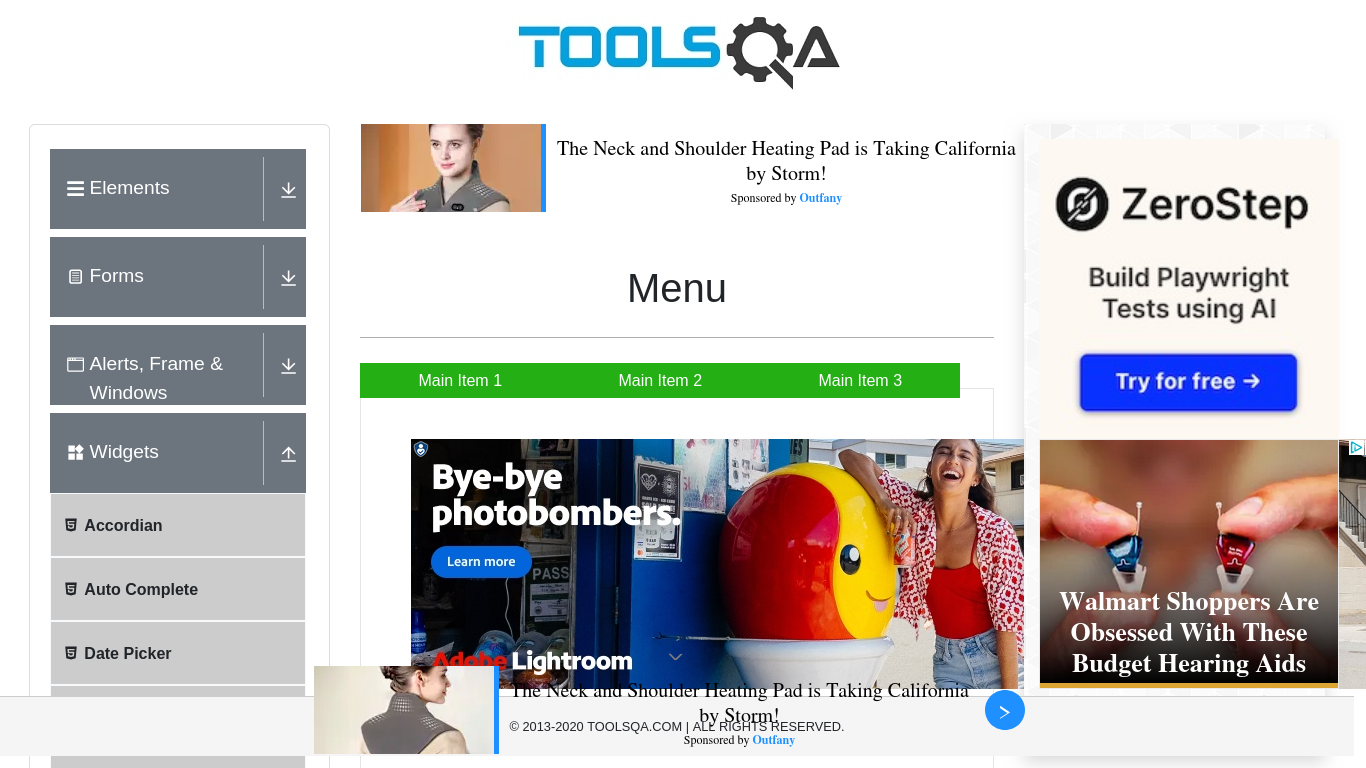 TOOLSQA
Elements
Forms
Alerts, Frame &
Windows
Widgets
Accordian
Auto Complete
Date Picker
The Neck and Shoulder Heating Pad is Taking California
by Storm!
Sponsored by Outfany
Menu
Main Item 1
Main Item 2
Main Item 3
Bye-bye
photobombers.
Learn more
PASS
Adobe Lightroom
ZeroStep
Build Playwright
Tests using AI
Try for free →
Walmart Shoppers Are
Obsessed With These
Budget Hearing Aids
The Neck and Shoulder Heating Pad is Taking California
by Storm!
© 2013-2020 TOOLSQA.COM | ALL RIGHTS RESERVED.
Sponsored by Outfany